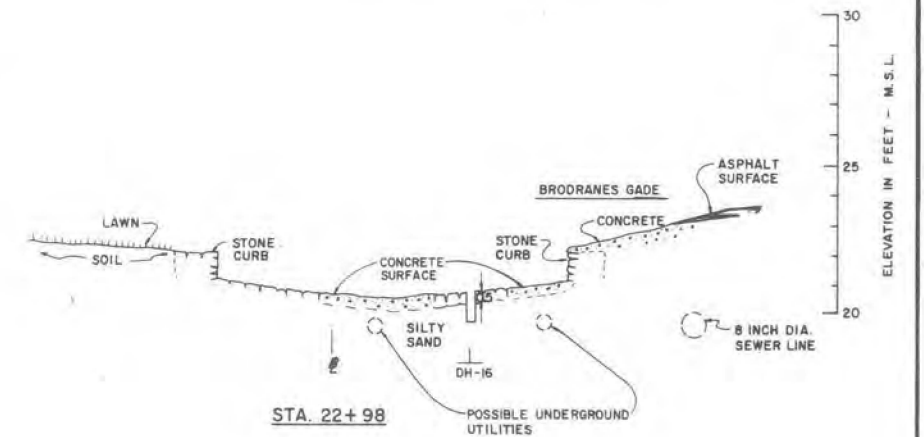 30
ELEVATION IN FEET - M.S.L.
25
20
ASPHALT
SURFACE
BRODRANES GADE
CONCRETE
LAWN
SOIL
STONE
CURB
CONCRETE
SURFACE
STONE
CURB
SILTY
SAND
DH-16
8 INCH DIA.
SEWER LINE
STA. 22+98
POSSIBLE UNDERGROUND
UTILITIES